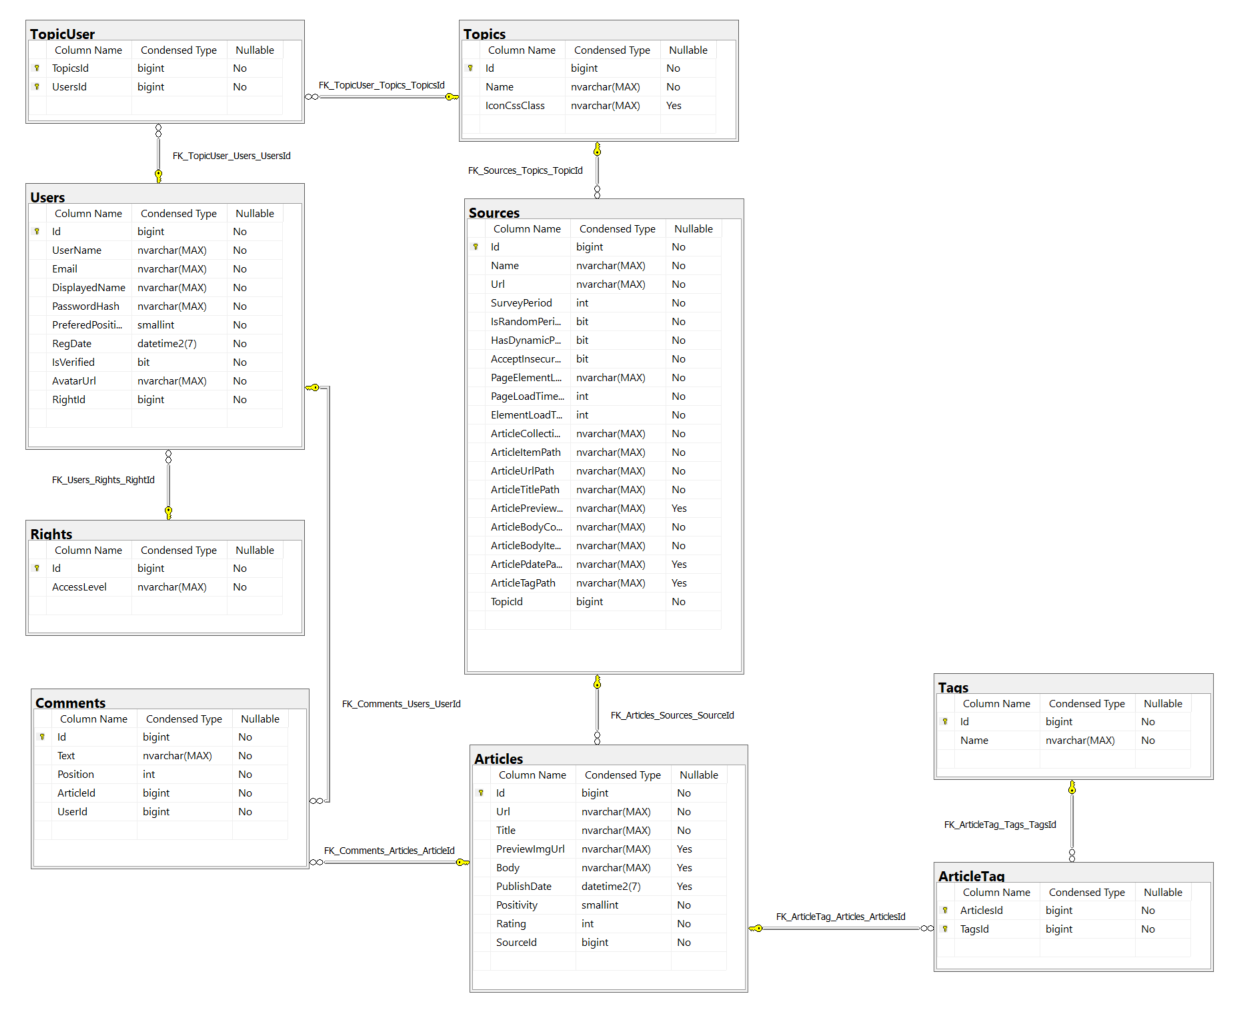 TopicUser
Column Name Condensed Type Nullable
TopicsId bigint No
UsersId bigint No
FK_TopicUser_Topics_TopicsId
Topics
Column Name Condensed Type Nullable
Id bigint No
Name nvarchar(MAX) No
IconCssClass nvarchar(MAX) Yes
FK_TopicUser_Users_UsersId
FK_Sources_Topics_TopicId
Users
Column Name Condensed Type Nullable
Id bigint No
UserName nvarchar(MAX) No
Email nvarchar(MAX) No
DisplayedName nvarchar(MAX) No
PasswordHash nvarchar(MAX) No
PreferedPositi... smallint No
RegDate datetime2(7) No
IsVerified bit No
AvatarUrl nvarchar(MAX) No
RightId bigint No
Sources
Column Name Condensed Type Nullable
Id bigint No
Name nvarchar(MAX) No
Url nvarchar(MAX) No
SurveyPeriod int No
IsRandomPeri... bit No
HasDynamicP... bit No
AcceptInsecur... bit No
PageElementL... nvarchar(MAX) No
PageLoadTime... int No
ElementLoadT... int No
ArticleCollecti... nvarchar(MAX) No
ArticleItemPath nvarchar(MAX) No
ArticleUrlPath nvarchar(MAX) No
ArticleTitlePath nvarchar(MAX) No
ArticlePreview... nvarchar(MAX) Yes
ArticleBodyCo... nvarchar(MAX) No
ArticleBodyIte... nvarchar(MAX) No
ArticlePdatePa... nvarchar(MAX) Yes
ArticleTagPath nvarchar(MAX) Yes
TopicId bigint No
FK_Users_Rights_RightId
Rights
Column Name Condensed Type Nullable
Id bigint No
AccessLevel nvarchar(MAX) No
FK_Comments_Users_UserId
FK_Articles_Sources_SourceId
Comments
Column Name Condensed Type Nullable
Id bigint No
Text nvarchar(MAX) No
Position int No
ArticleId bigint No
UserId bigint No
FK_Comments_Articles_ArticleId
Articles
Column Name Condensed Type Nullable
Id bigint No
Url nvarchar(MAX) No
Title nvarchar(MAX) No
PreviewImgUrl nvarchar(MAX) Yes
Body nvarchar(MAX) Yes
PublishDate datetime2(7) Yes
Positivity smallint No
Rating int No
SourceId bigint No
Tags
Column Name Condensed Type Nullable
Id bigint No
Name nvarchar(MAX) No
FK_ArticleTag_Tags_TagsId
FK_ArticleTag_Articles_ArticlesId
ArticleTag
Column Name Condensed Type Nullable
ArticlesId bigint No
TagsId bigint No